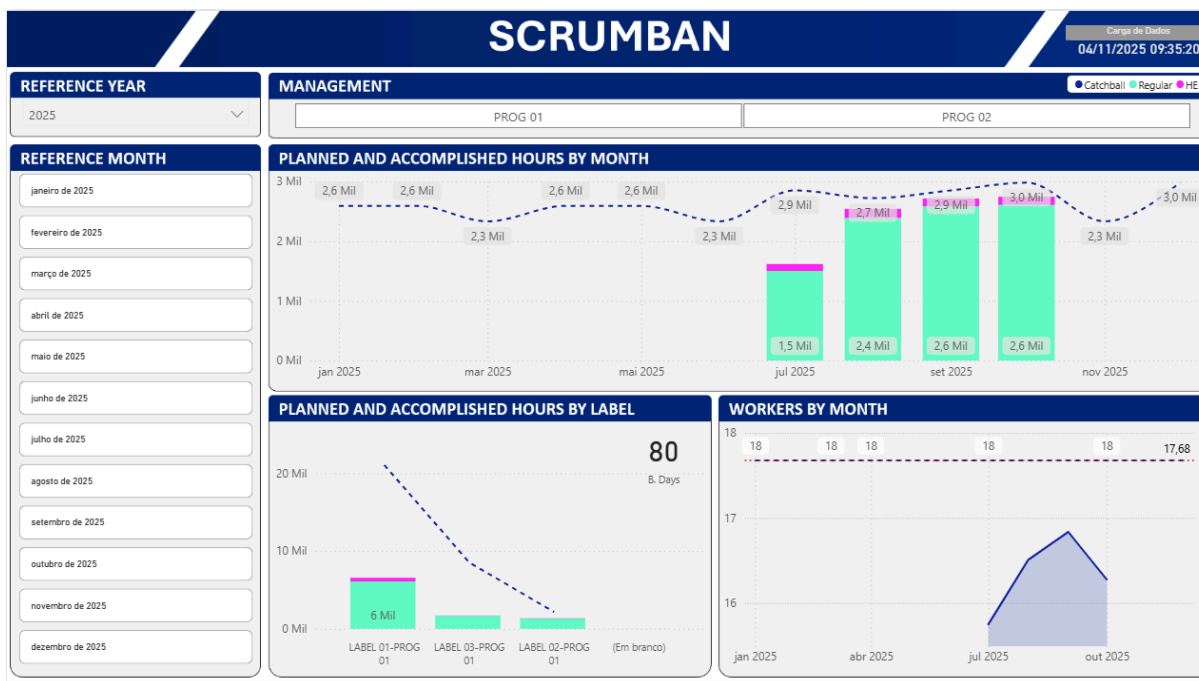 SCRUMBAN
Carga de Dados
04/11/2025 09:35:20
REFERENCE YEAR
2025
MANAGEMENT
Catchball Regular HE
PROG 01
PROG 02
REFERENCE MONTH
janeiro de 2025
fevereiro de 2025
março de 2025
abril de 2025
maio de 2025
junho de 2025
julho de 2025
agosto de 2025
setembro de 2025
outubro de 2025
novembro de 2025
dezembro de 2025
PLANNED AND ACCOMPLISHED HOURS BY MONTH
3 Mil
2 Mil
1 Mil
0 Mil
2,6 Mil
2,6 Mil
2,3 Mil
2,6 Mil
2,6 Mil
2,3 Mil
2,9 Mil
2,7 Mil
2,9 Mil
3,0 Mil
2,3 Mil
3,0 Mil
1,5 Mil
2,4 Mil
2,6 Mil
2,6 Mil
jan 2025
mar 2025
mai 2025
jul 2025
set 2025
nov 2025
PLANNED AND ACCOMPLISHED HOURS BY LABEL
80
B. Days
20 Mil
10 Mil
0 Mil
6 Mil
LABEL 01-PROG
01
LABEL 03-PROG
01
LABEL 02-PROG
01
(Em branco)
WORKERS BY MONTH
18
17
16
18
18
18
18
18
17,68
jan 2025
abr 2025
jul 2025
out 2025